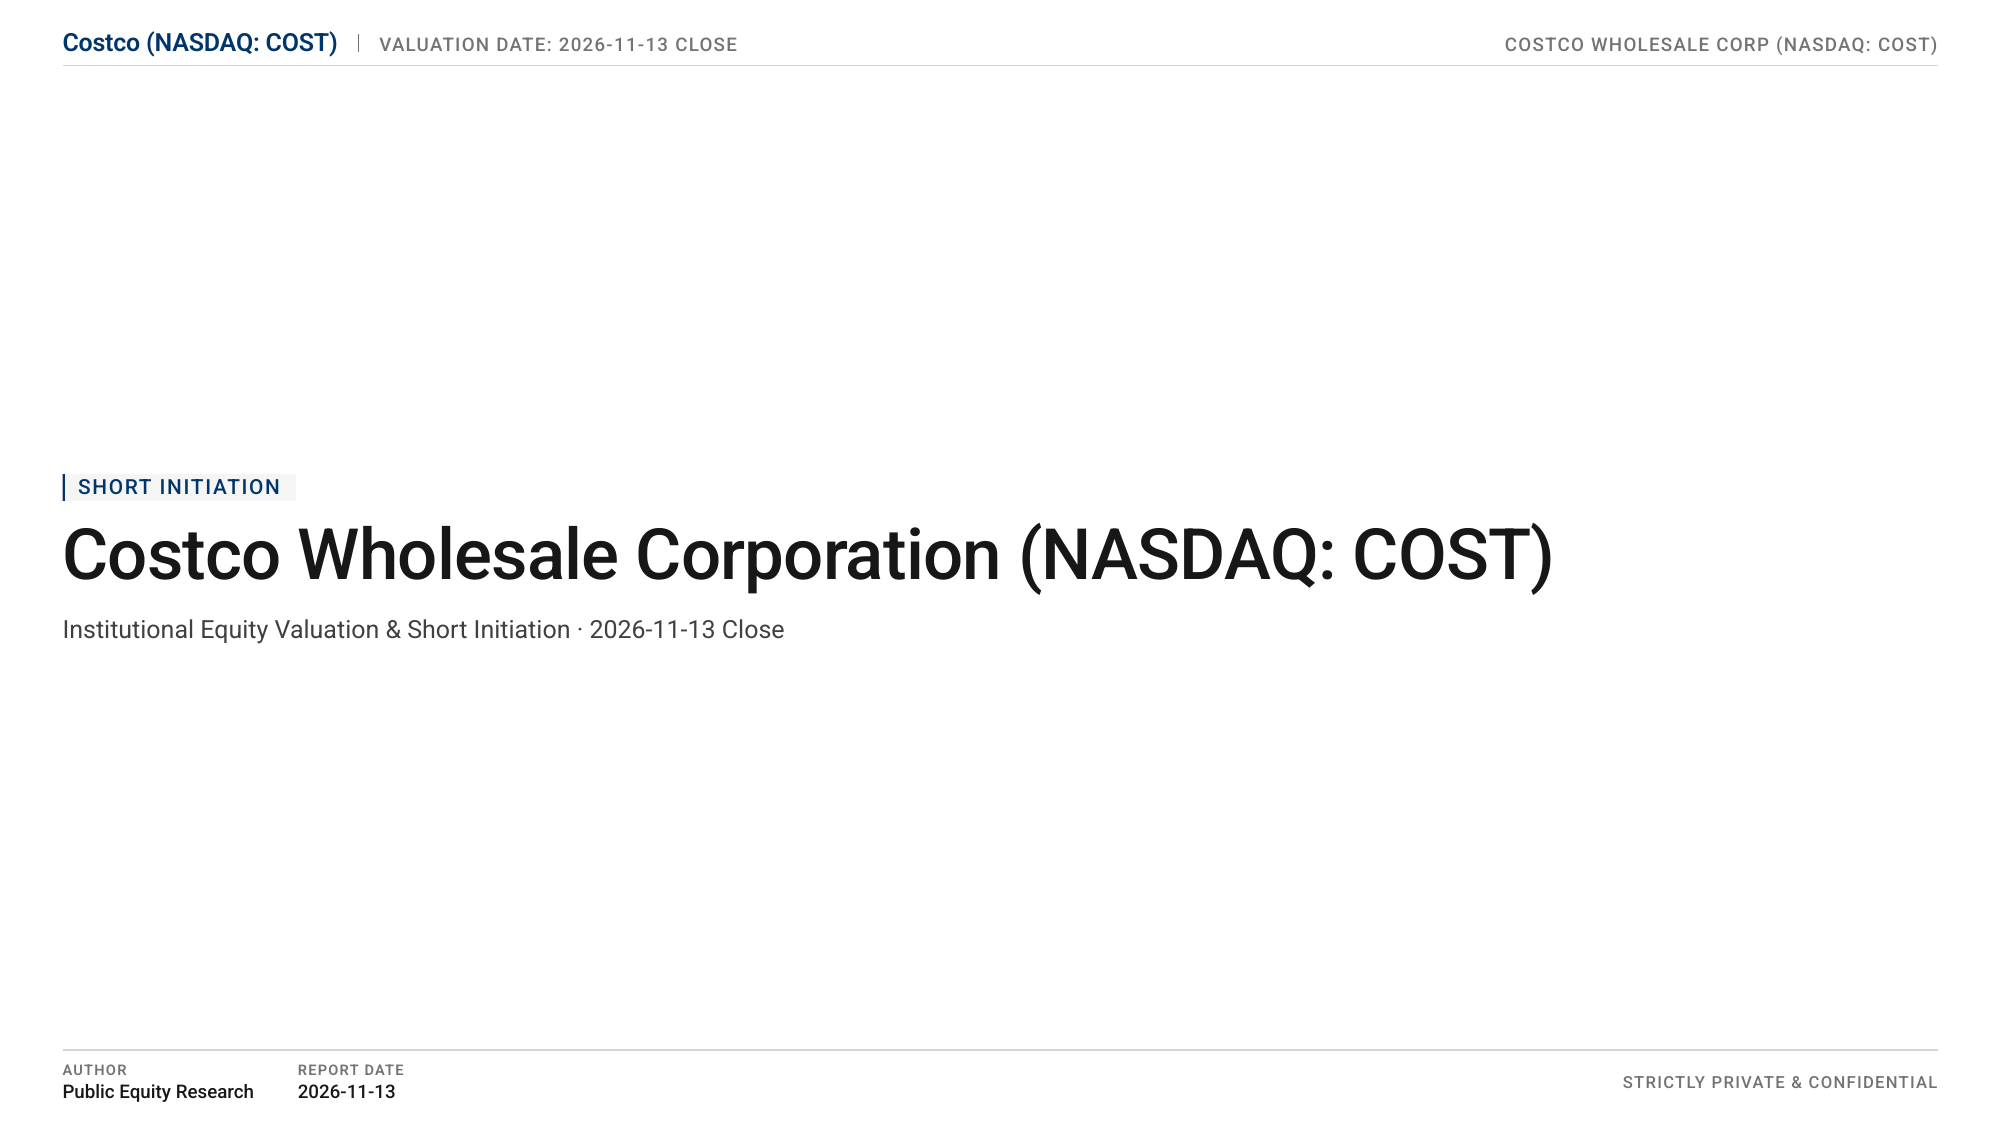 Costco (NASDAQ: COST) | VALUATION DATE: 2026-11-13 CLOSE
COSTCO WHOLESALE CORP (NASDAQ: COST)
SHORT INITIATION
Costco Wholesale Corporation (NASDAQ: COST)
Institutional Equity Valuation & Short Initiation · 2026-11-13 Close
AUTHOR
Public Equity Research
REPORT DATE
2026-11-13
STRICTLY PRIVATE & CONFIDENTIAL